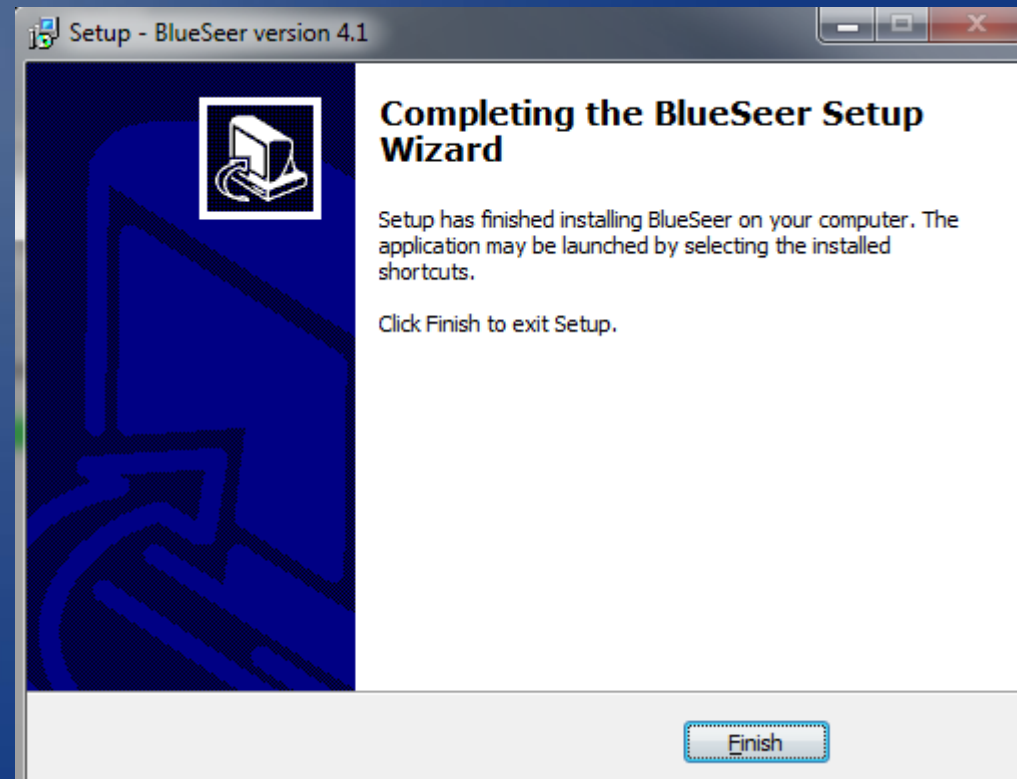 Setup - BlueSeer version 4.1
Completing the BlueSeer Setup
Wizard
Setup has finished installing BlueSeer on your computer. The
application may be launched by selecting the installed
shortcuts.
Click Finish to exit Setup.
Finish